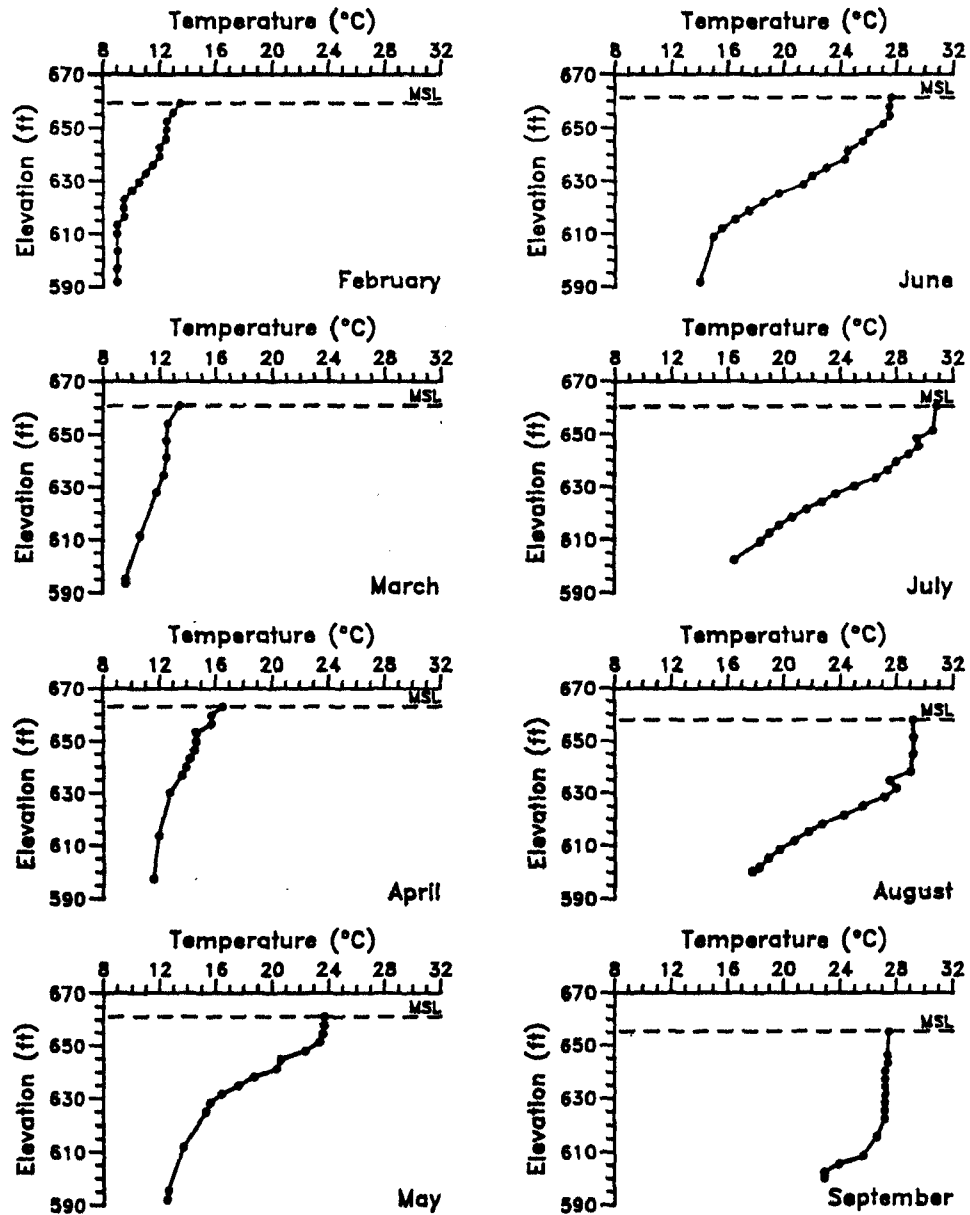 Temperature (°C)
8 12 16 20 24 28 32
670
650
630
610
590
Elevation (ft)
MSL
February
Temperature (°C)
8 12 16 20 24 28 32
670
650
630
610
590
Elevation (ft)
MSL
June
Temperature (°C)
8 12 16 20 24 28 32
670
650
630
610
590
Elevation (ft)
MSL
March
Temperature (°C)
8 12 16 20 24 28 32
670
650
630
610
590
Elevation (ft)
MSL
July
Temperature (°C)
8 12 16 20 24 28 32
670
650
630
610
590
Elevation (ft)
MSL
April
Temperature (°C)
8 12 16 20 24 28 32
670
650
630
610
590
Elevation (ft)
MSL
August
Temperature (°C)
8 12 16 20 24 28 32
670
650
630
610
590
Elevation (ft)
MSL
May
Temperature (°C)
8 12 16 20 24 28 32
670
650
630
610
590
Elevation (ft)
MSL
September